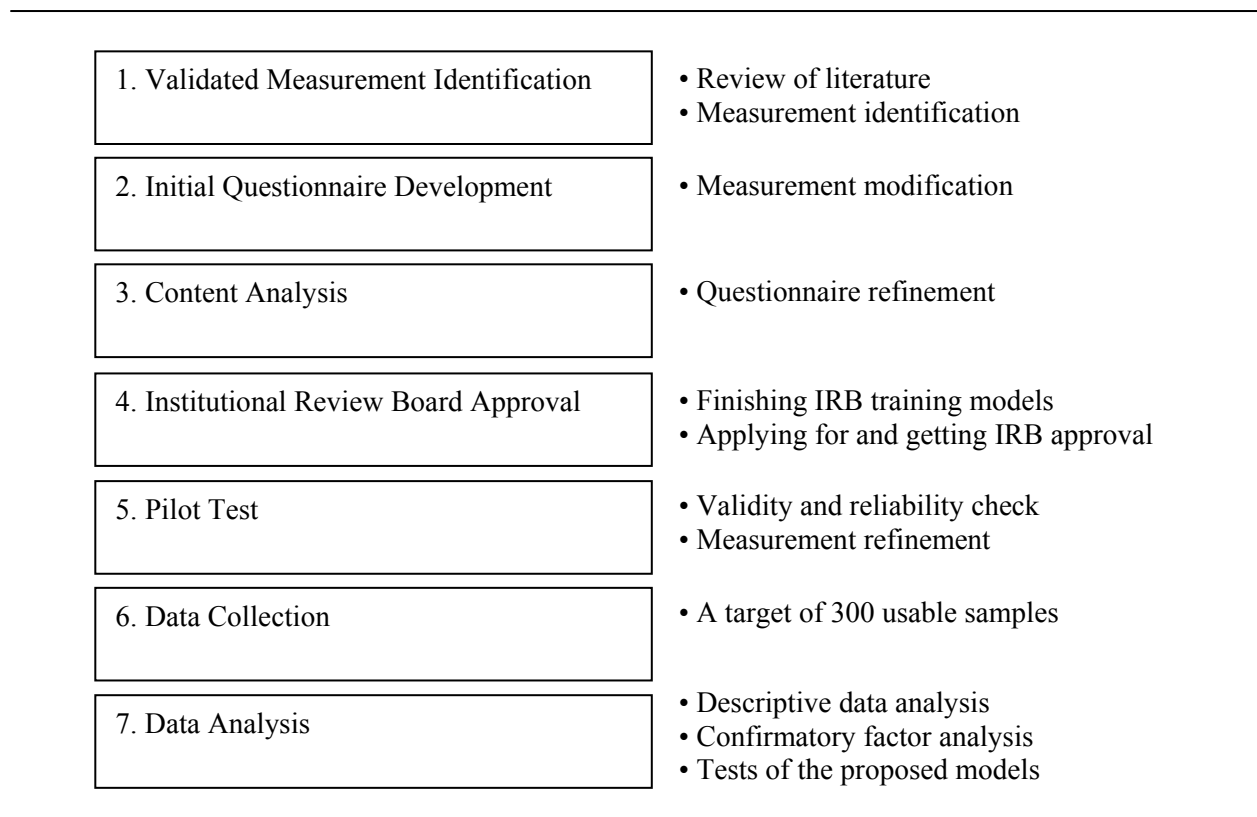 1. Validated Measurement Identification
• Review of literature
• Measurement identification
2. Initial Questionnaire Development
• Measurement modification
3. Content Analysis
• Questionnaire refinement
4. Institutional Review Board Approval
• Finishing IRB training models
• Applying for and getting IRB approval
5. Pilot Test
• Validity and reliability check
• Measurement refinement
6. Data Collection
• A target of 300 usable samples
7. Data Analysis
• Descriptive data analysis
• Confirmatory factor analysis
• Tests of the proposed models